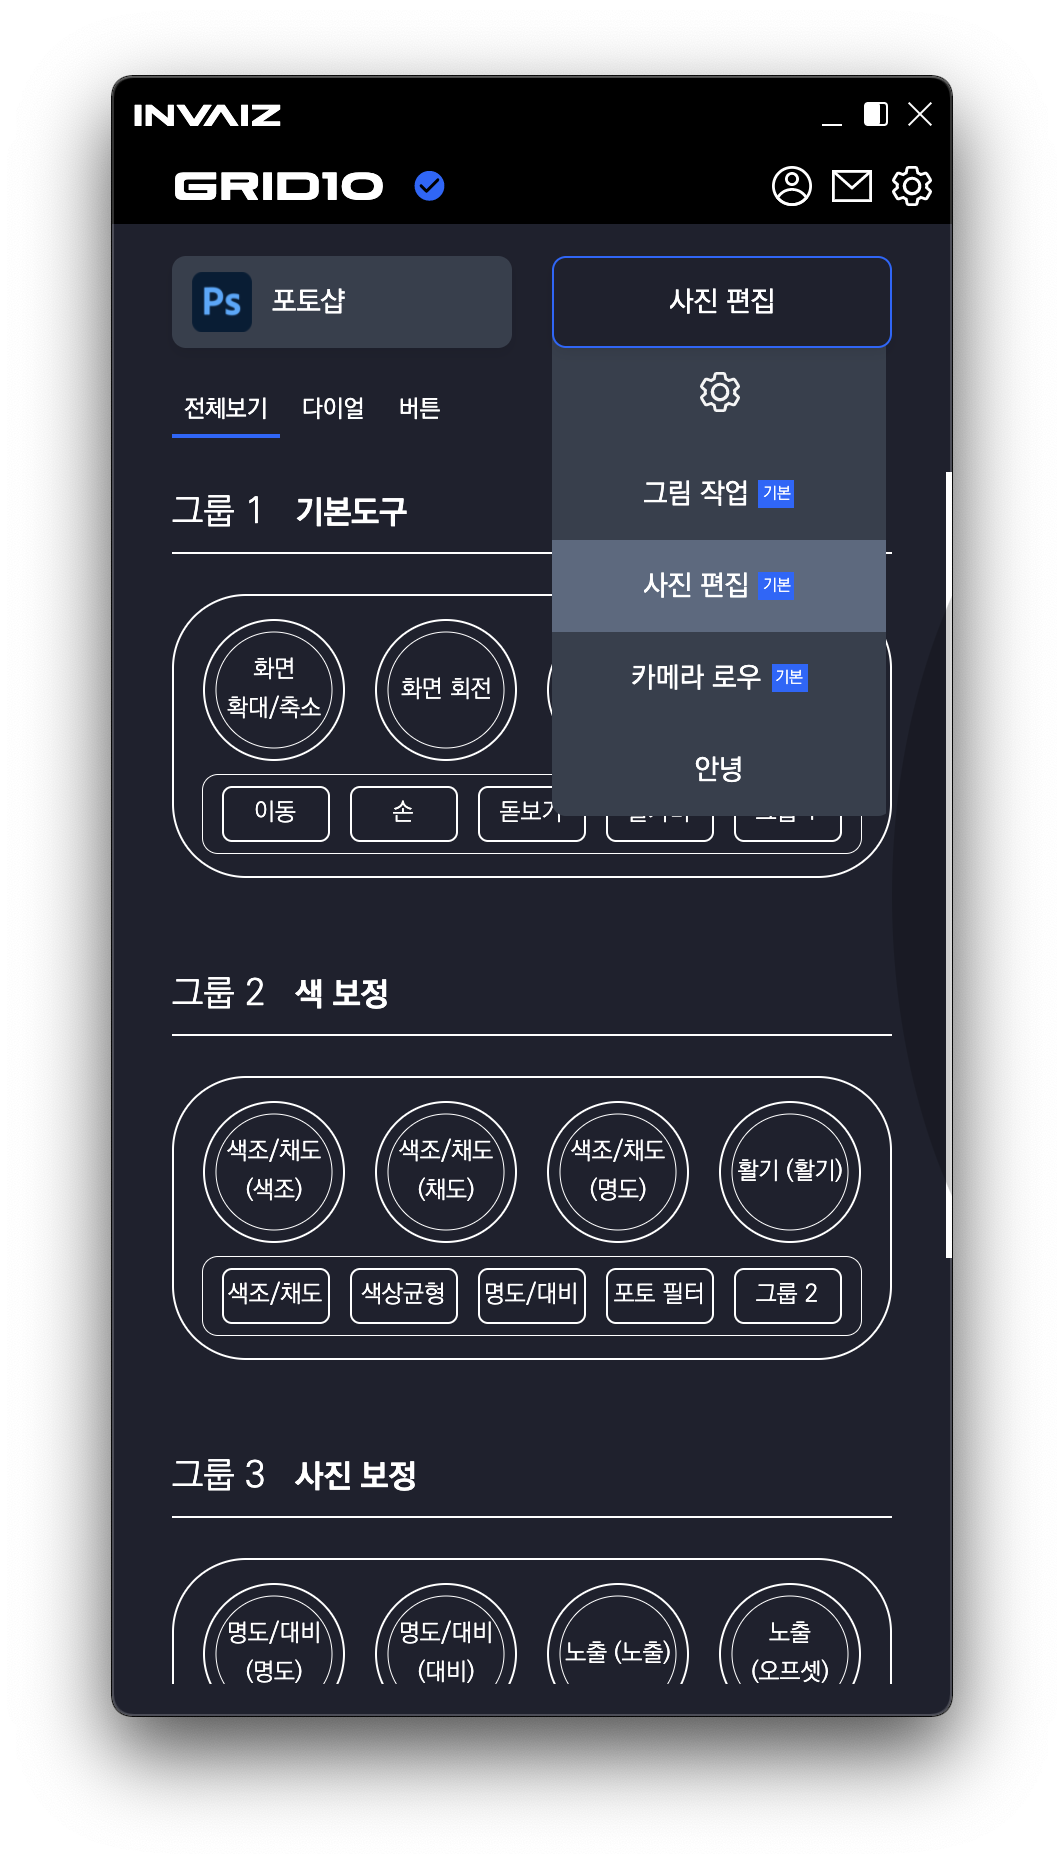 INVAIZ
GRID10
Ps 포토샵
사진 편집
전체보기 다이얼 버튼
그림 작업 기본
사진 편집 기본
카메라 로우 기본
안녕
그룹 1 기본도구
화면
확대/축소
화면 회전
이동 손 돋보기
그룹 2 색 보정
색조/채도
(색조)
색조/채도
(채도)
색조/채도
(명도)
활기 (활기)
색조/채도 색상균형 명도/대비 포토 필터 그룹 2
그룹 3 사진 보정
명도/대비
(명도)
명도/대비
(대비)
노출 (노출)
노출
(오프셋)